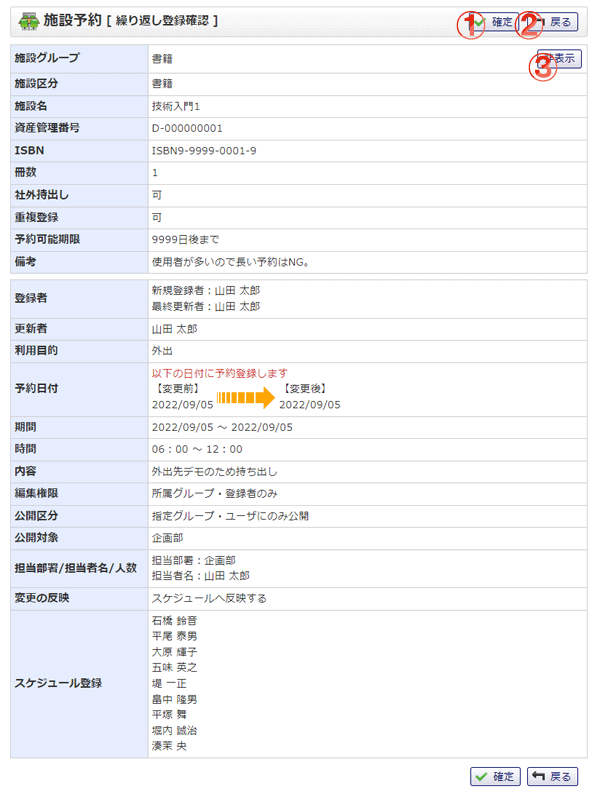 施設予約 [ 繰り返し登録確認 ]
① 確定 ② 戻る
施設グループ 書籍 ③ 非表示
施設区分 書籍
施設名 技術入門1
資産管理番号 D-000000001
ISBN ISBN9-9999-0001-9
冊数 1
社外持出し 可
重複登録 可
予約可能期限 9999日後まで
備考 使用者が多いので長い予約はNG。
登録者 新規登録者：山田 太郎
最終更新者：山田 太郎
更新者 山田 太郎
利用目的 外出
予約日付 以下の日付に予約登録します
【変更前】 【変更後】
2022/09/05 2022/09/05
期間 2022/09/05 ～ 2022/09/05
時間 06：00 ～ 12：00
内容 外出先デモのため持ち出し
編集権限 所属グループ・登録者のみ
公開区分 指定グループ・ユーザにのみ公開
公開対象 企画部
担当部署/担当者名/人数 担当部署：企画部
担当者名：山田 太郎
変更の反映 スケジュールへ反映する
スケジュール登録 石橋 鈴音
平尾 泰男
大原 輝子
五味 英之
堤 一正
畠中 隆男
平塚 舞
堀内 誠治
湊茉 央
確定 戻る